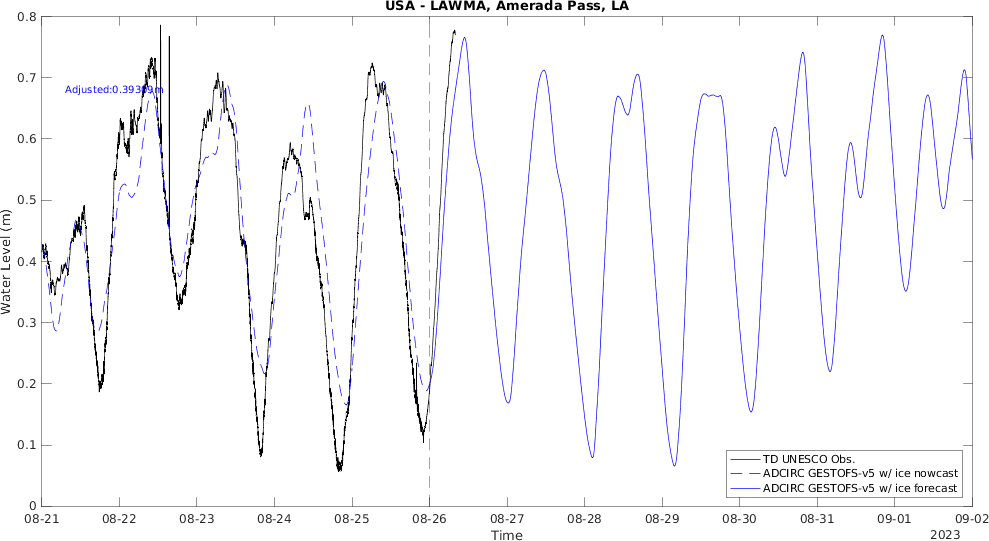 USA - LAWMA, Amerada Pass, LA
0.8
0.7
0.6
0.5
0.4
0.3
0.2
0.1
0
Water Level (m)
Adjusted:0.39309m
TD UNESCO Obs.
ADCIRC GESTOFS-v5 w/ ice nowcast
ADCIRC GESTOFS-v5 w/ ice forecast
08-21 08-22 08-23 08-24 08-25 08-26 08-27 08-28 08-29 08-30 08-31 09-01 09-02
Time
2023